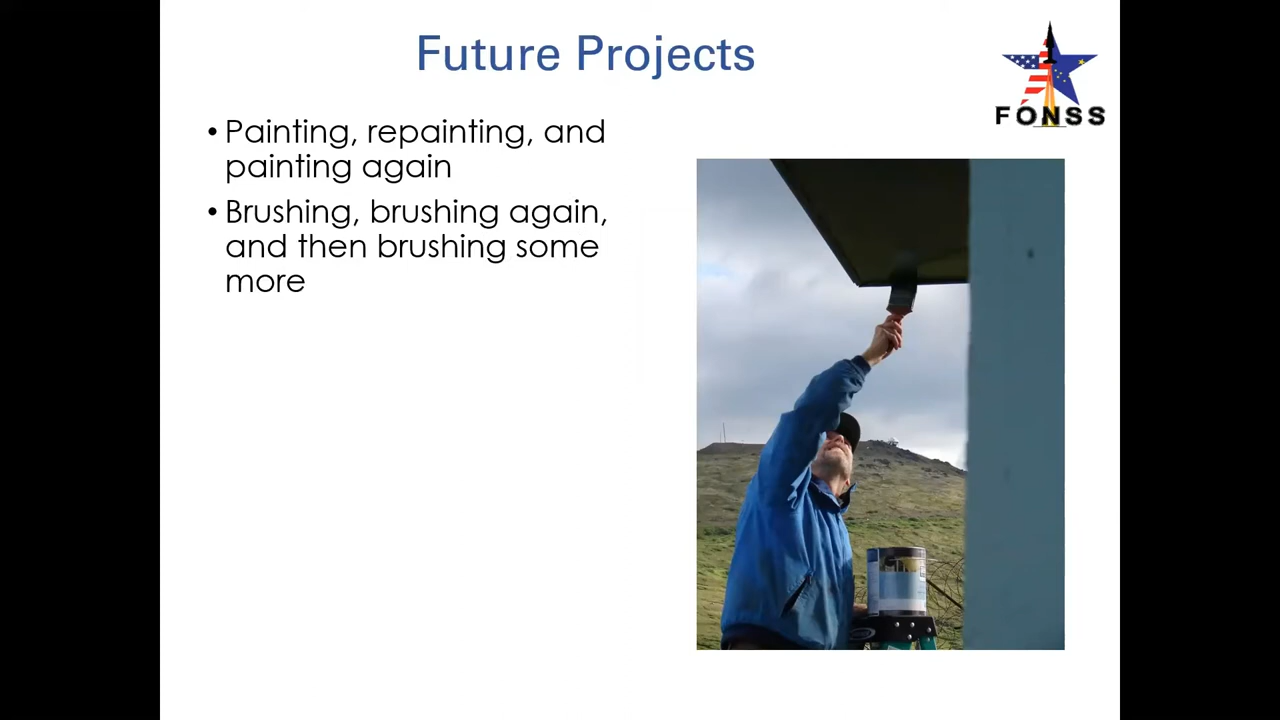 Future Projects
FONSS
• Painting, repainting, and
painting again
• Brushing, brushing again,
and then brushing some
more